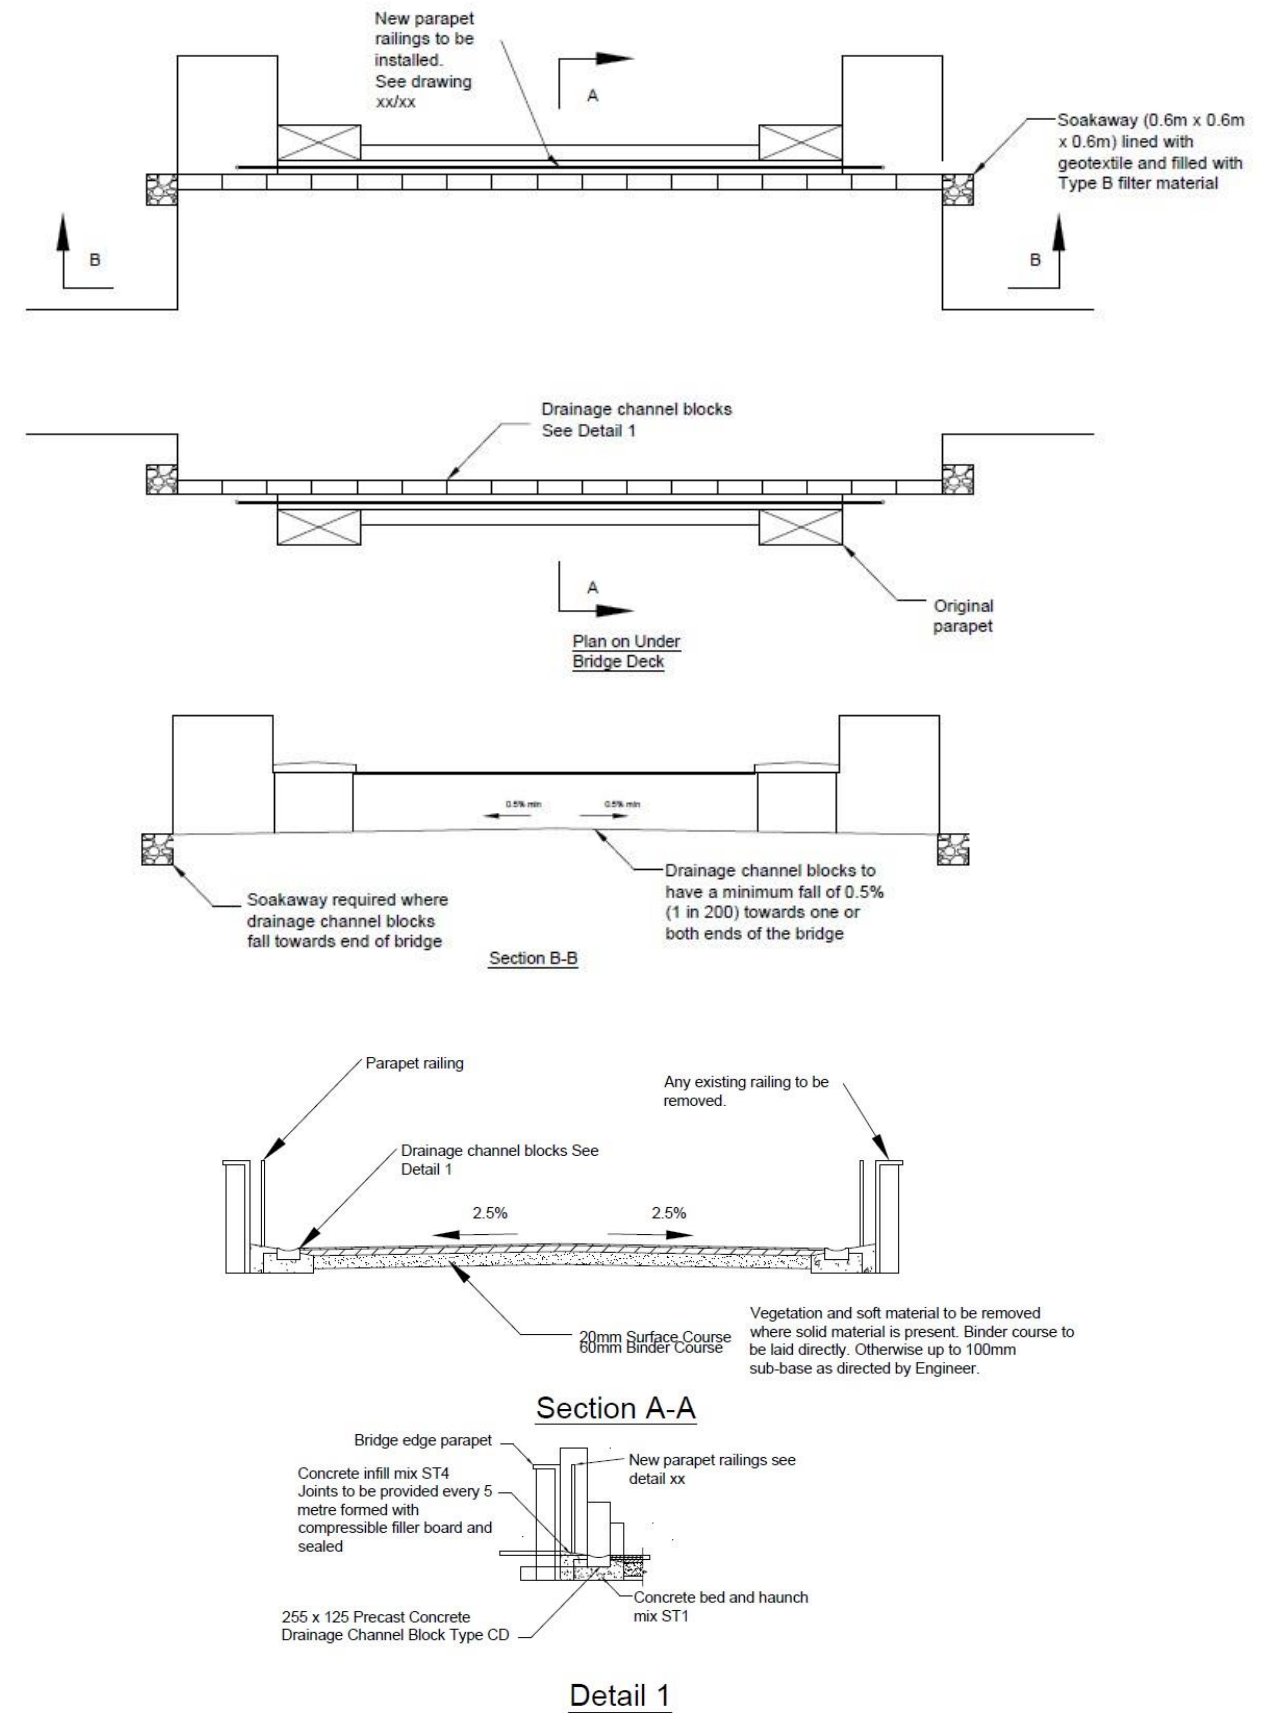 New parapet
railings to be
installed.
See drawing
xx/xx
A
Soakaway (0.6m x 0.6m
x 0.6m) lined with
geotextile and filled with
Type B filter material
B
B
Drainage channel blocks
See Detail 1
A
Original
parapet
Plan on Under
Bridge Deck
0.5% min
0.5% min
Drainage channel blocks to
have a minimum fall of 0.5%
(1 in 200) towards one or
both ends of the bridge
Soakaway required where
drainage channel blocks
fall towards end of bridge
Section B-B
Parapet railing
Any existing railing to be
removed.
Drainage channel blocks See
Detail 1
2.5%
2.5%
20mm Surface Course
60mm Binder Course
Vegetation and soft material to be removed
where solid material is present. Binder course to
be laid directly. Otherwise up to 100mm
sub-base as directed by Engineer.
Section A-A
Bridge edge parapet
New parapet railings see
detail xx
Concrete infill mix ST4
Joints to be provided every 5
metre formed with
compressible filler board and
sealed
Concrete bed and haunch
mix ST1
255 x 125 Precast Concrete
Drainage Channel Block Type CD
Detail 1